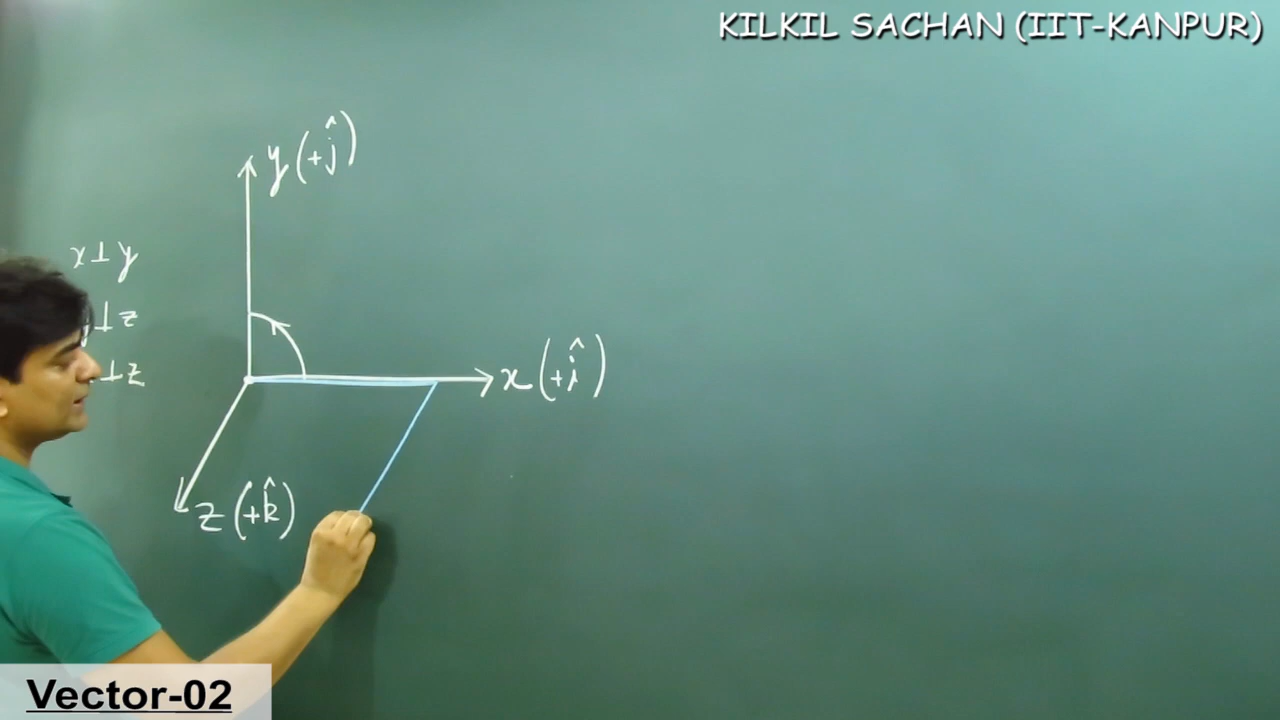 KILKIL SACHAN (IIT-KANPUR)
y (+ĵ)
x ⊥ y
⊥ z
⊥ z
x (+î)
z (+k̂)
Vector-02